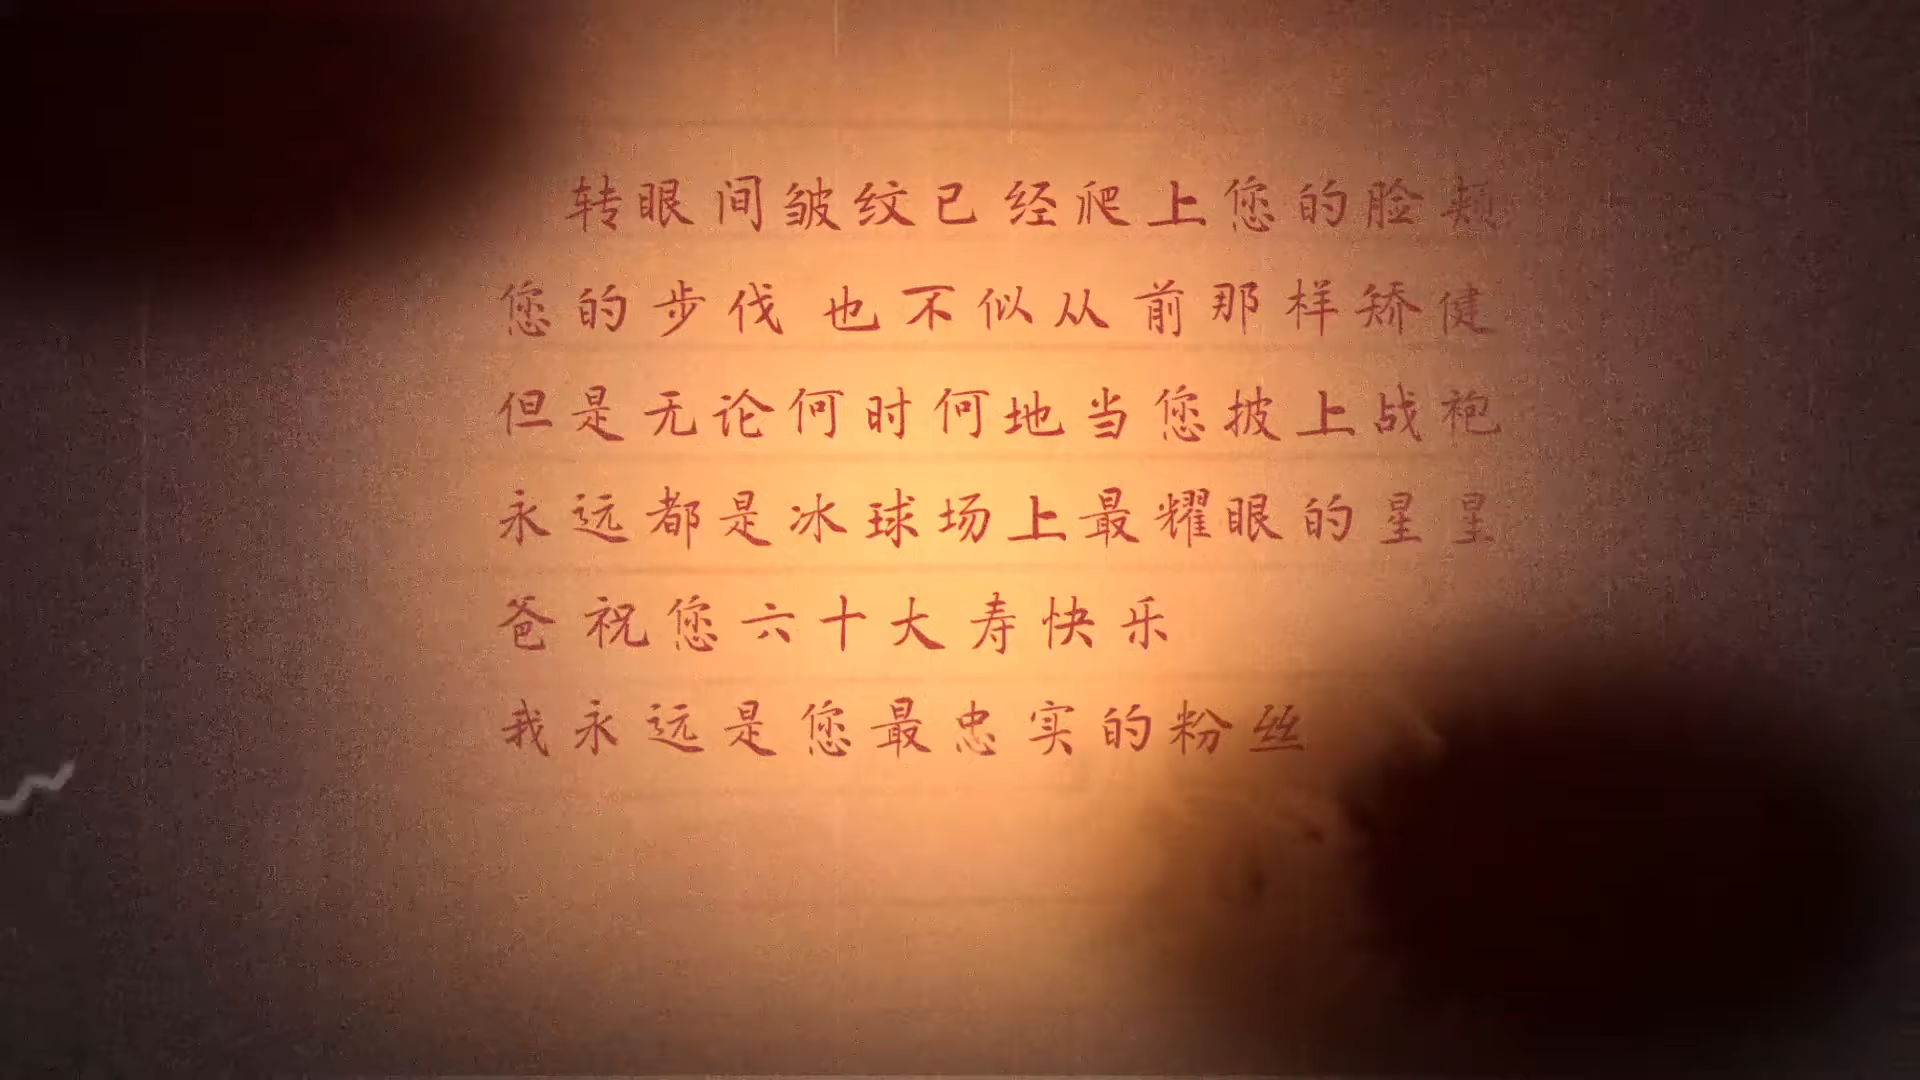 转眼间皱纹已经爬上您的脸颊
您的步伐也不似从前那样矫健
但是无论何时何地当您披上战袍
永远都是冰球场上最耀眼的星星
爸祝您六十大寿快乐
我永远是您最忠实的粉丝